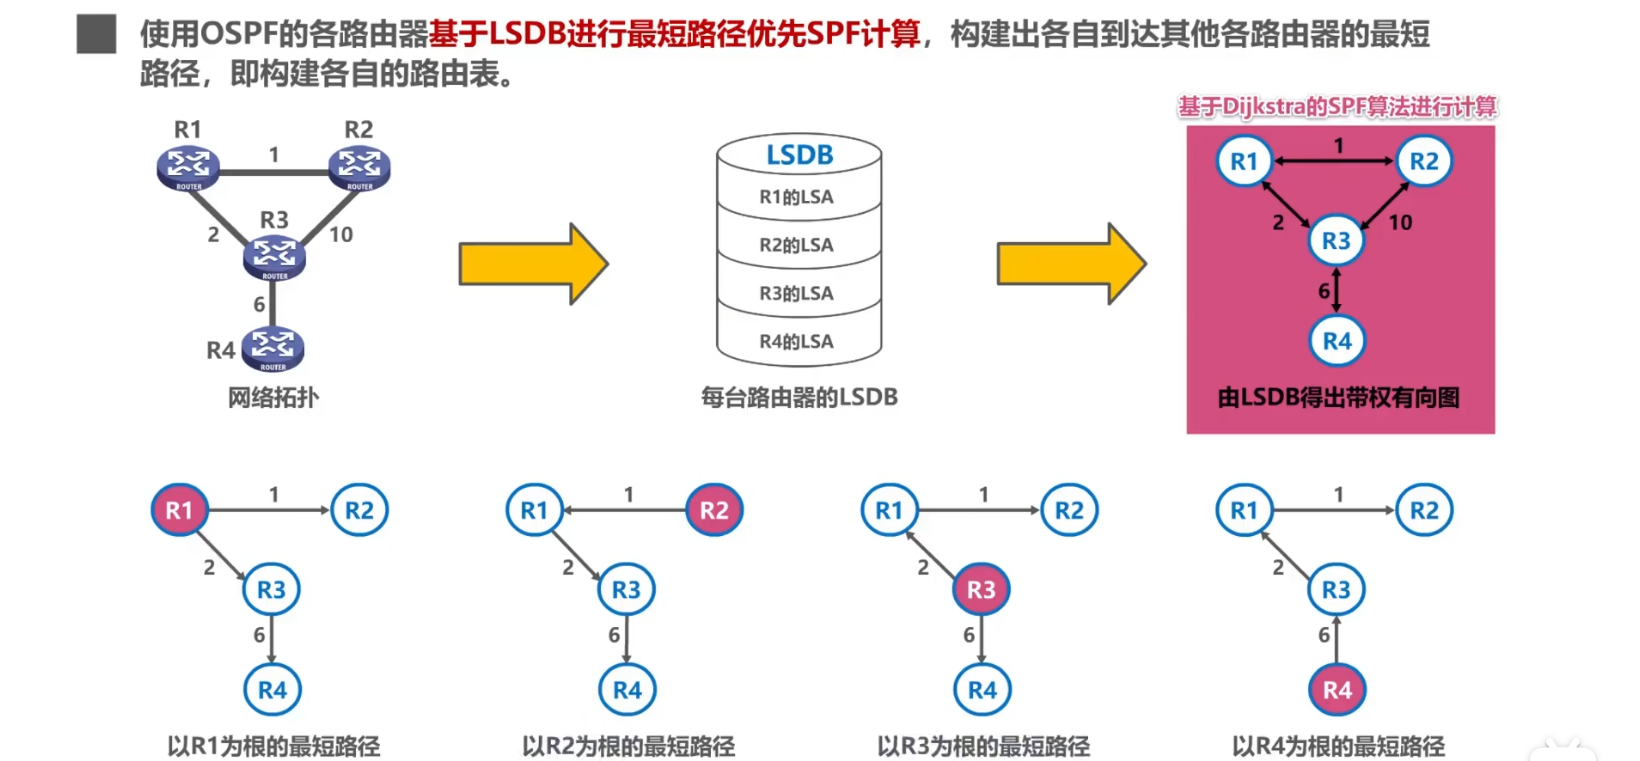 使用OSPF的各路由器基于LSDB进行最短路径优先SPF计算，构建出各自到达其他各路由器的最短
路径，即构建各自的路由表。
R1
R2
1
ROUTER
ROUTER
R3
2
10
ROUTER
6
R4
ROUTER
网络拓扑
LSDB
R1的LSA
R2的LSA
R3的LSA
R4的LSA
每台路由器的LSDB
基于Dijkstra的SPF算法进行计算
R1
1
R2
2
10
R3
6
R4
由LSDB得出带权有向图
R1
1
R2
2
R3
6
R4
以R1为根的最短路径
R1
1
R2
2
R3
6
R4
以R2为根的最短路径
R1
1
R2
2
R3
6
R4
以R3为根的最短路径
R1
1
R2
2
R3
6
R4
以R4为根的最短路径